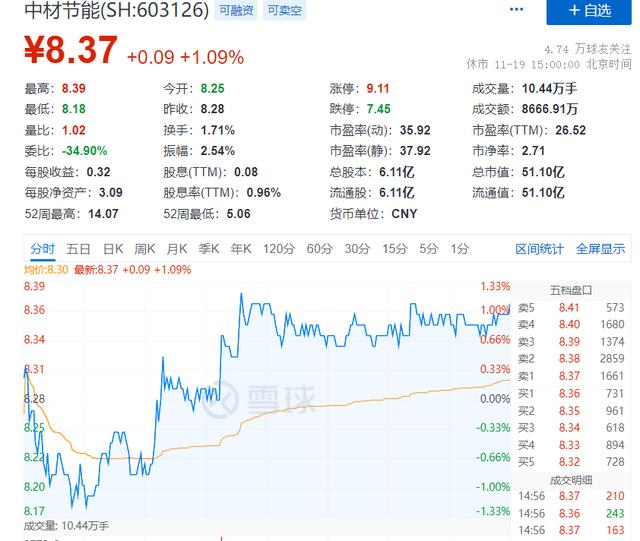 中材节能(SH:603126) 可融资 可卖空 ··· + 自选
¥8.37 +0.09 +1.09% 4.74 万球友关注
休市 11-19 15:00:00 北京时间
最高： 8.39 今开： 8.25 涨停： 9.11 成交量： 10.44万手
最低： 8.18 昨收： 8.28 跌停： 7.45 成交额： 8666.91万
量比： 1.02 换手： 1.71% 市盈率(动)： 35.92 市盈率(TTM)： 26.52
委比： -34.90% 振幅： 2.54% 市盈率(静)： 37.92 市净率： 2.71
每股收益： 0.32 股息(TTM)： 0.08 总股本： 6.11亿 总市值： 51.10亿
每股净资产： 3.09 股息率(TTM)： 0.96% 流通股： 6.11亿 流通值： 51.10亿
52周最高： 14.07 52周最低： 5.06 货币单位： CNY
分时 五日 日K 周K 月K 季K 年K 120分 60分 30分 15分 5分 1分 区间统计 全屏显示
均价:8.30 最新:8.37 +0.09 +1.09%
8.39 1.33%
8.36 1.00%
8.34 0.66%
8.31 0.33%
8.28 0.00%
8.25 -0.33%
8.22 -0.66%
8.20 -1.00%
8.17 -1.33%
雪球
成交量: 10.44万手
五档盘口
卖5 8.41 573
卖4 8.40 1680
卖3 8.39 1374
卖2 8.38 2859
卖1 8.37 1661
买1 8.36 731
买2 8.35 961
买3 8.34 618
买4 8.33 894
买5 8.32 728
成交明细
14:56 8.37 210
14:56 8.36 243
14:56 8.37 163